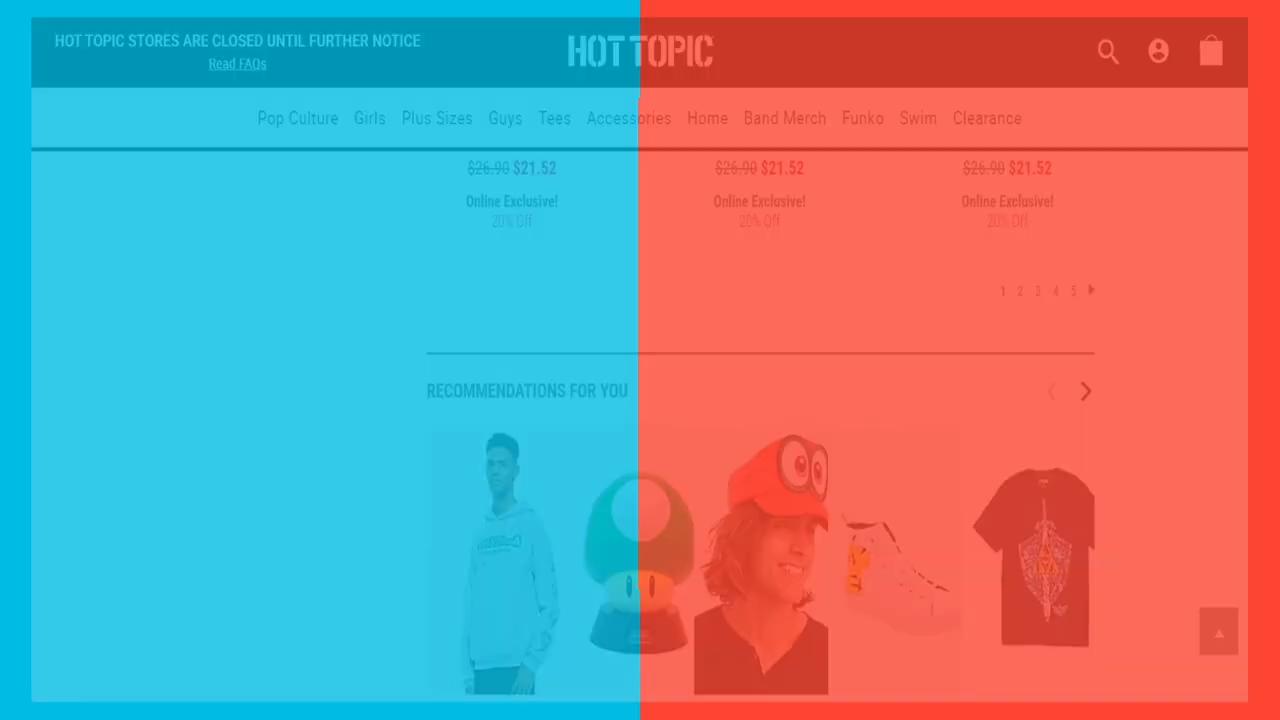 HOT TOPIC STORES ARE CLOSED UNTIL FURTHER NOTICE
Read FAQs
HOT TOPIC
Pop Culture Girls Plus Sizes Guys Tees Accessories Home Band Merch Funko Swim Clearance
$26.90 $21.52 $26.90 $21.52 $26.90 $21.52
Online Exclusive! Online Exclusive! Online Exclusive!
20% Off 20% Off 20% Off
1 2 3 4 5
RECOMMENDATIONS FOR YOU